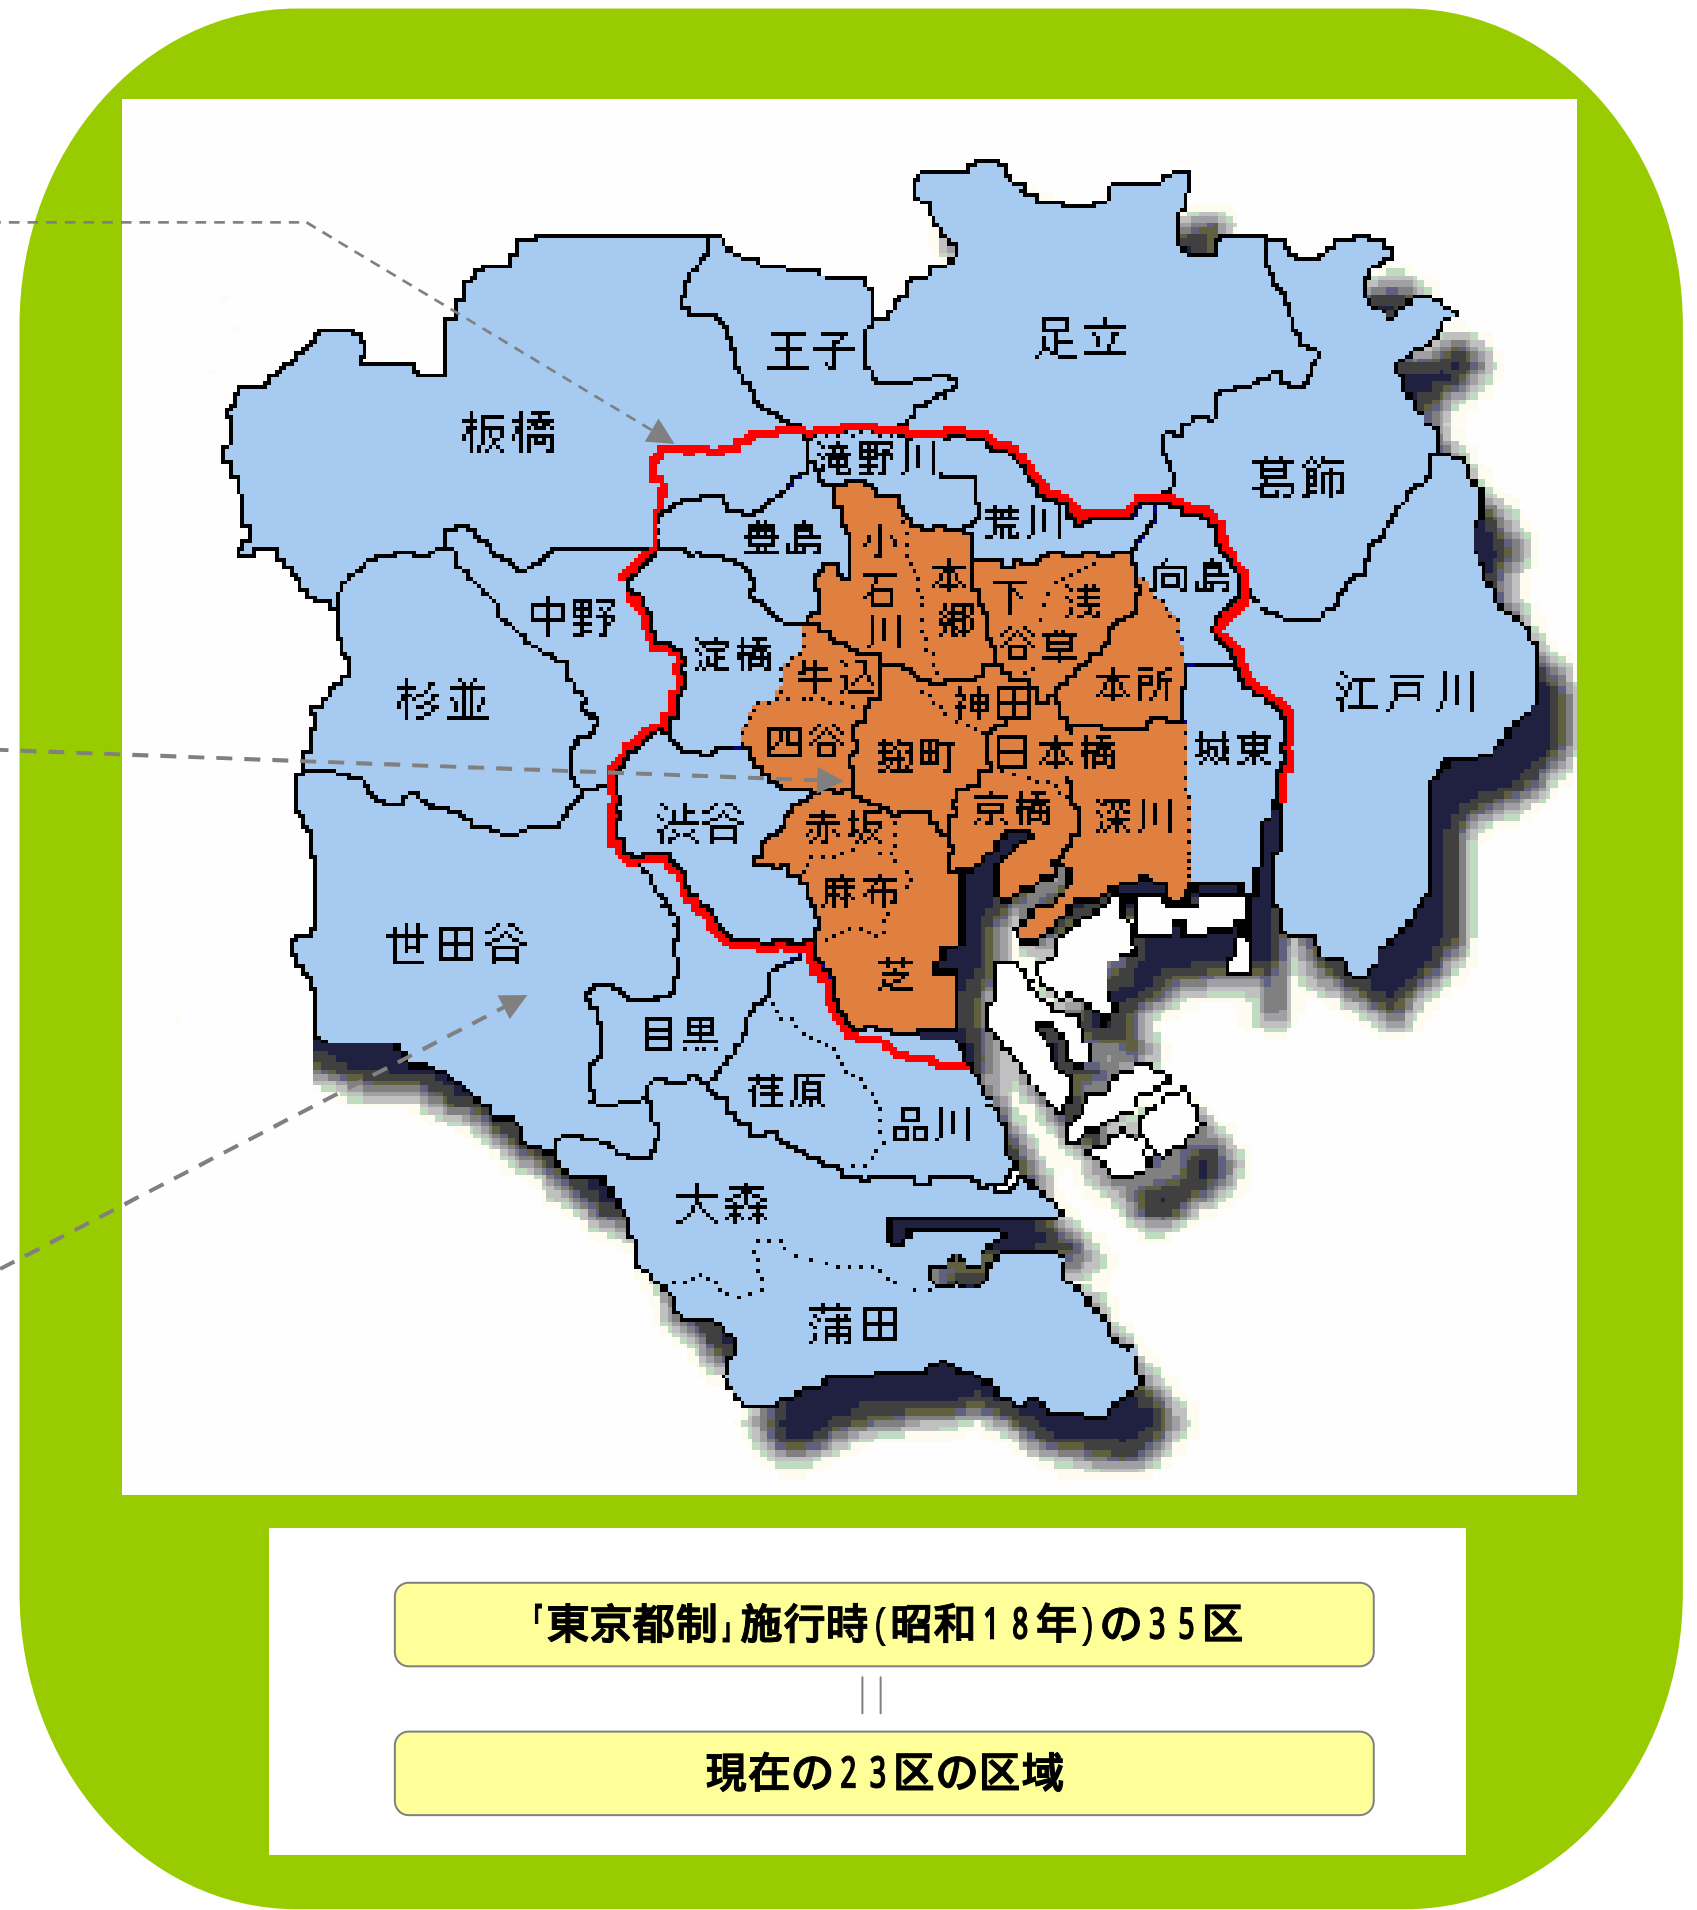 足立
王子
板橋
滝野川
葛飾
荒川
豊島
小石川
本郷
下谷
浅草
向島
中野
淀橋
牛込
神田
本所
江戸川
杉並
四谷
麹町
日本橋
城東
渋谷
赤坂
京橋
深川
麻布
世田谷
芝
目黒
荏原
品川
大森
蒲田
「東京都制」施行時(昭和18年)の35区
||
現在の23区の区域